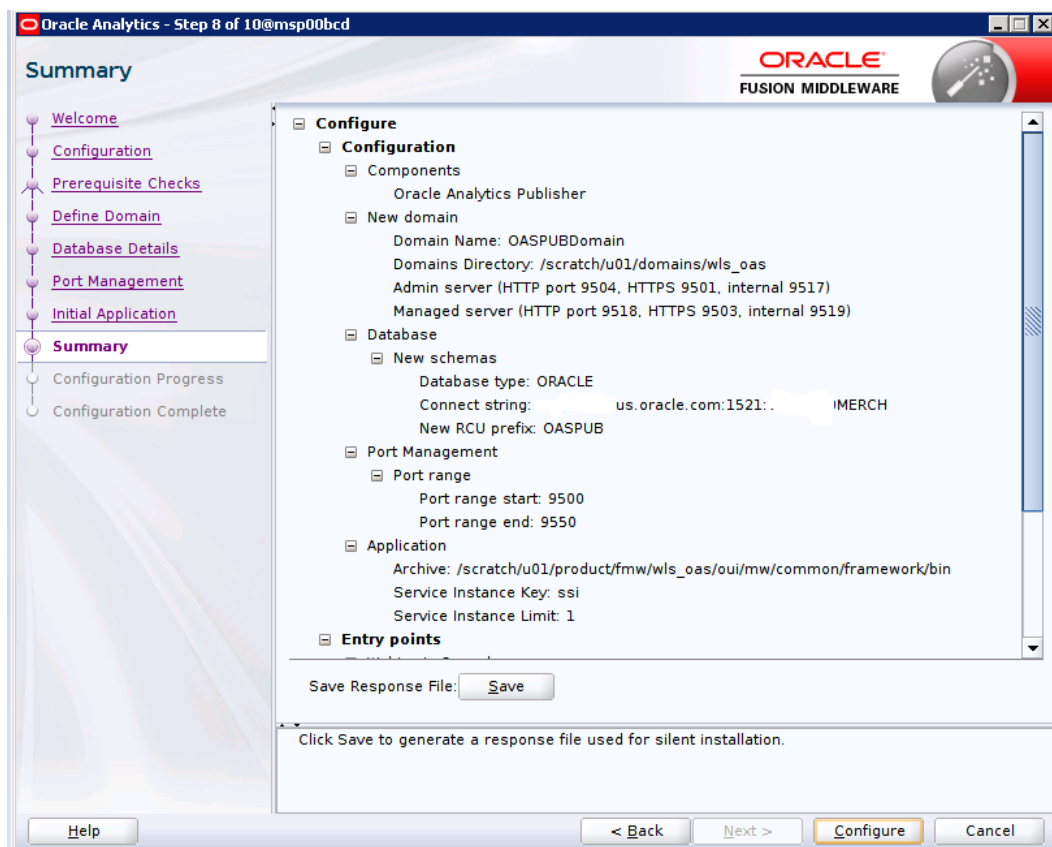 Oracle Analytics - Step 8 of 10@msp00bcd
Summary
ORACLE
FUSION MIDDLEWARE
Welcome
Configuration
Prerequisite Checks
Define Domain
Database Details
Port Management
Initial Application
Summary
Configuration Progress
Configuration Complete
Configure
Configuration
Components
Oracle Analytics Publisher
New domain
Domain Name: OASPUBDomain
Domains Directory: /scratch/u01/domains/wls_oas
Admin server (HTTP port 9504, HTTPS 9501, internal 9517)
Managed server (HTTP port 9518, HTTPS 9503, internal 9519)
Database
New schemas
Database type: ORACLE
Connect string: us.oracle.com:1521: MERCH
New RCU prefix: OASPUB
Port Management
Port range
Port range start: 9500
Port range end: 9550
Application
Archive: /scratch/u01/product/fmw/wls_oas/oui/mw/common/framework/bin
Service Instance Key: ssi
Service Instance Limit: 1
Entry points
Save Response File: Save
Click Save to generate a response file used for silent installation.
Help
< Back
Next >
Configure
Cancel